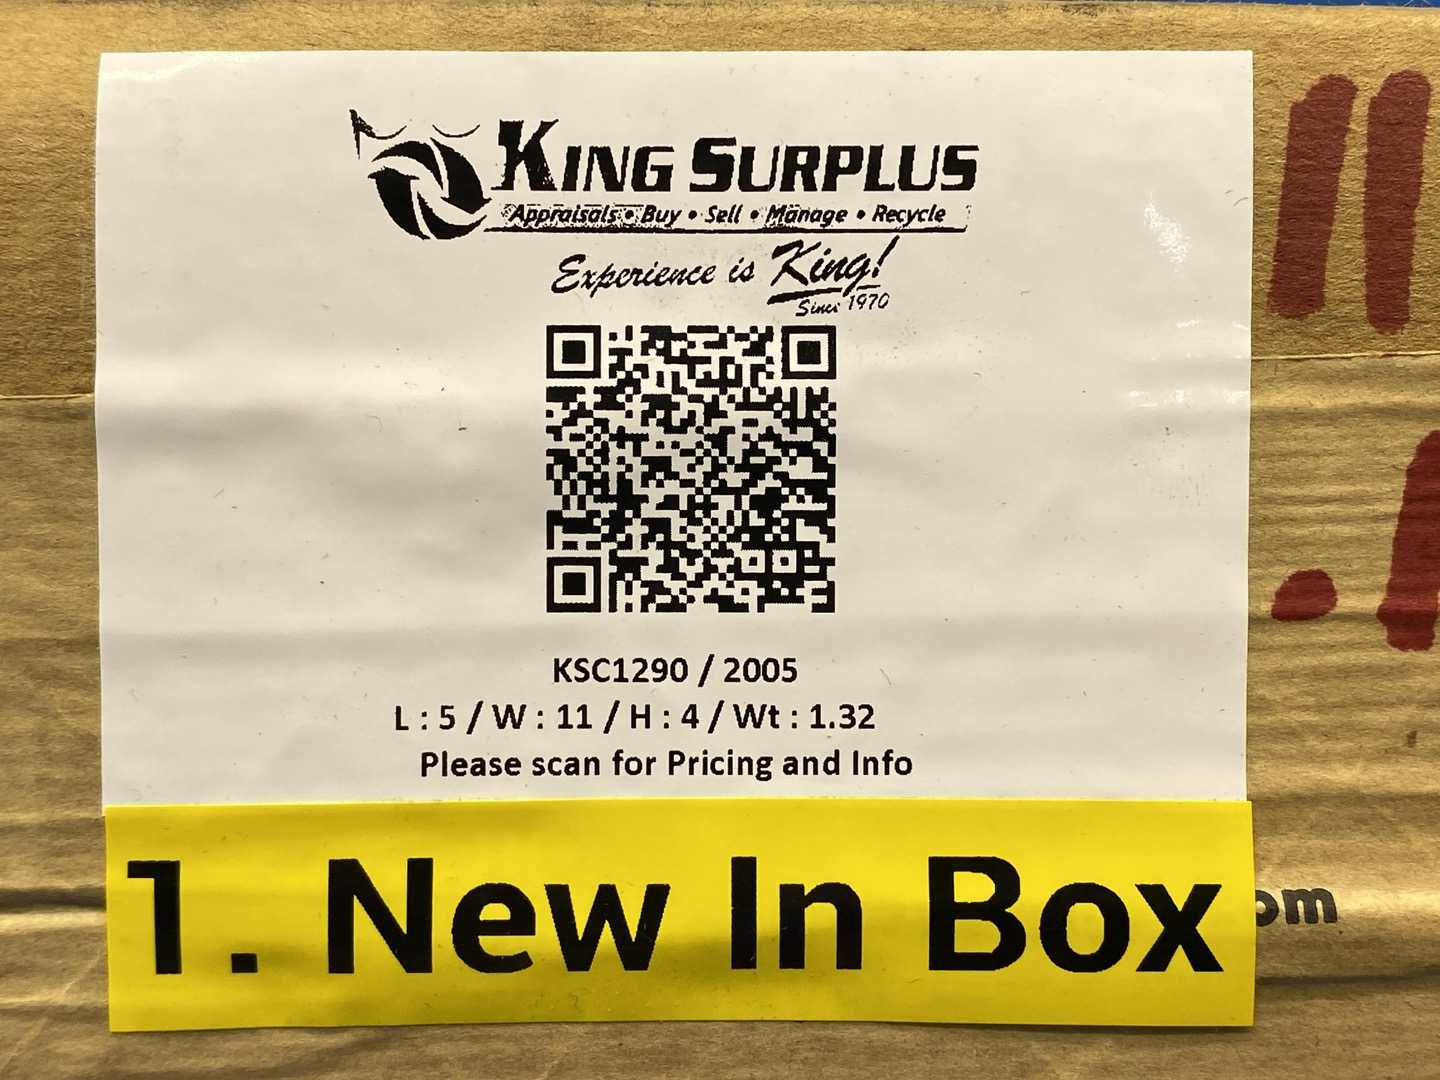 KING SURPLUS
Appraisals • Buy • Sell • Manage • Recycle
Experience is King!
Since 1970
KSC1290 / 2005
L : 5 / W : 11 / H : 4 / Wt : 1.32
Please scan for Pricing and Info
1. New In Box
om